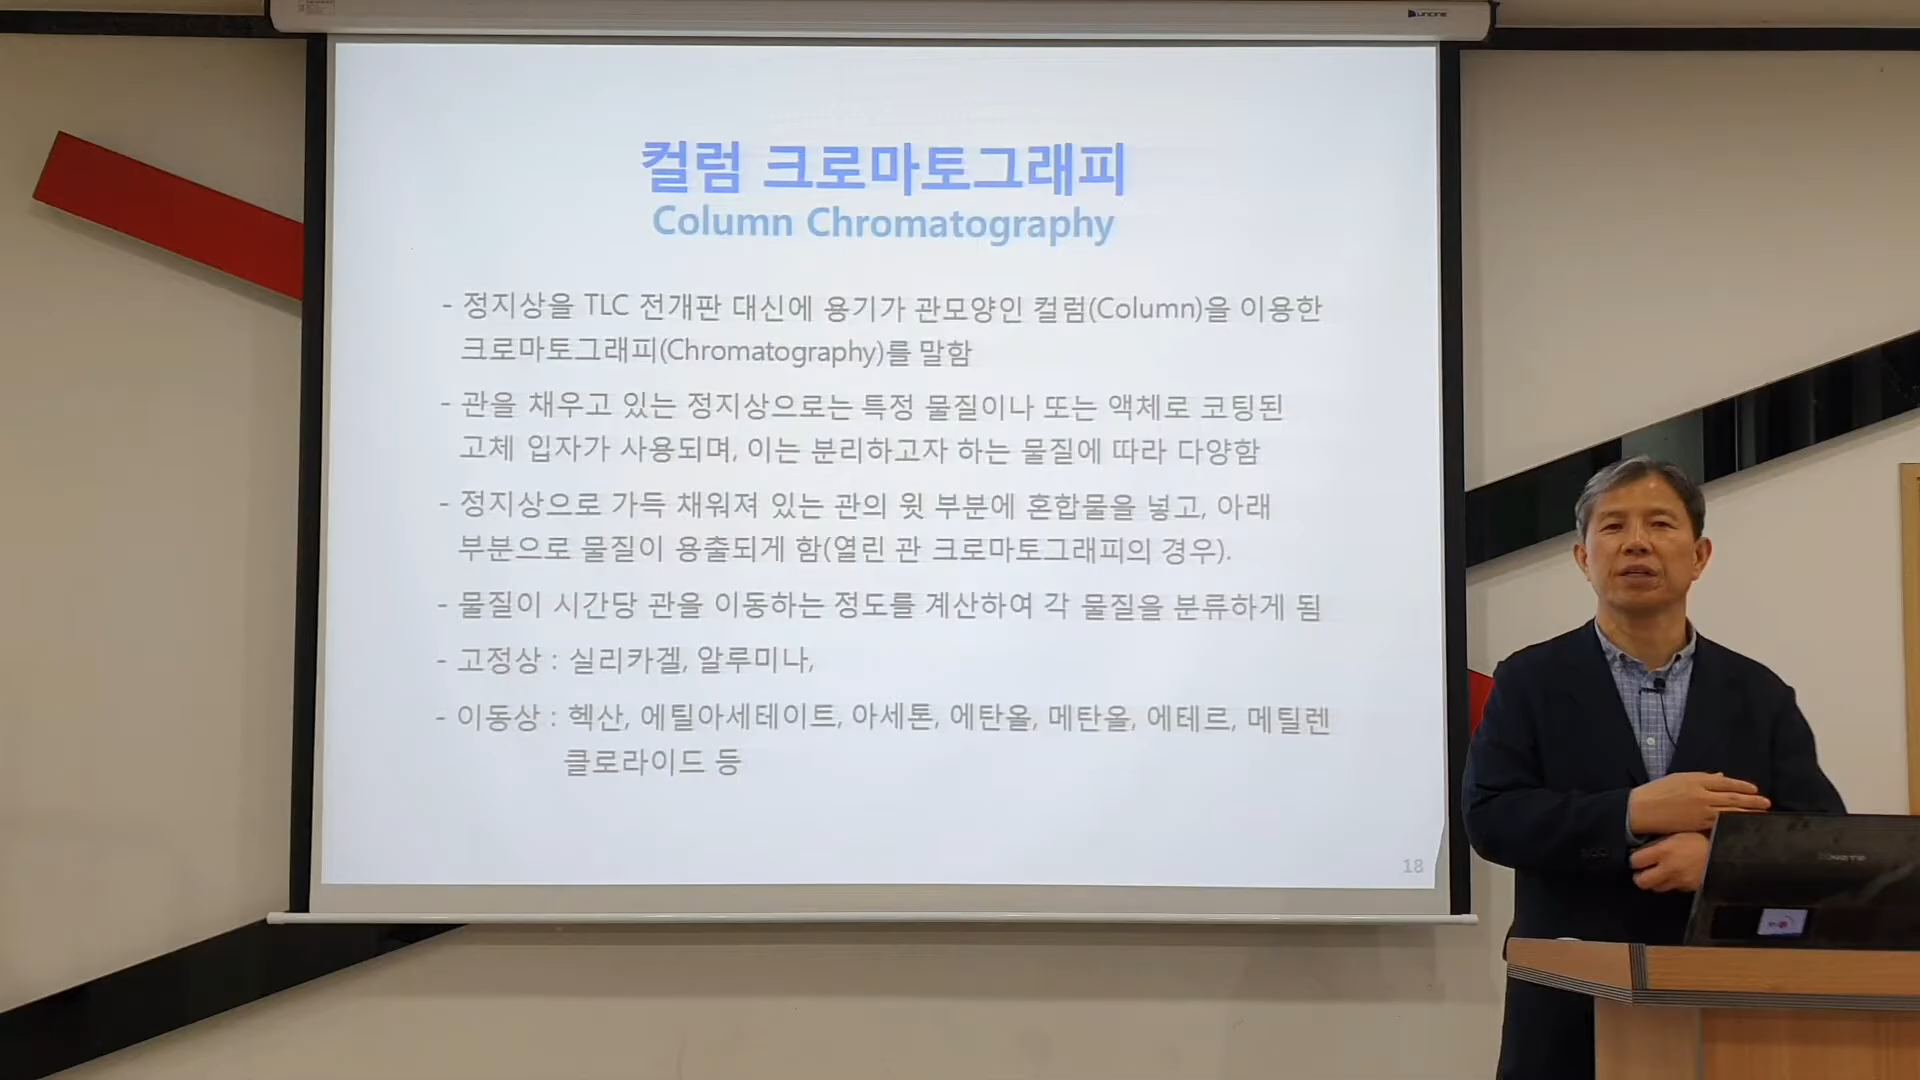 컬럼 크로마토그래피
Column Chromatography
- 정지상을 TLC 전개판 대신에 용기가 관모양인 컬럼(Column)을 이용한
크로마토그래피(Chromatography)를 말함
- 관을 채우고 있는 정지상으로는 특정 물질이나 또는 액체로 코팅된
고체 입자가 사용되며, 이는 분리하고자 하는 물질에 따라 다양함
- 정지상으로 가득 채워져 있는 관의 윗 부분에 혼합물을 넣고, 아래
부분으로 물질이 용출되게 함(열린 관 크로마토그래피의 경우).
- 물질이 시간당 관을 이동하는 정도를 계산하여 각 물질을 분류하게 됨
- 고정상 : 실리카겔, 알루미나,
- 이동상 : 헥산, 에틸아세테이트, 아세톤, 에탄올, 메탄올, 에테르, 메틸렌
클로라이드 등
18